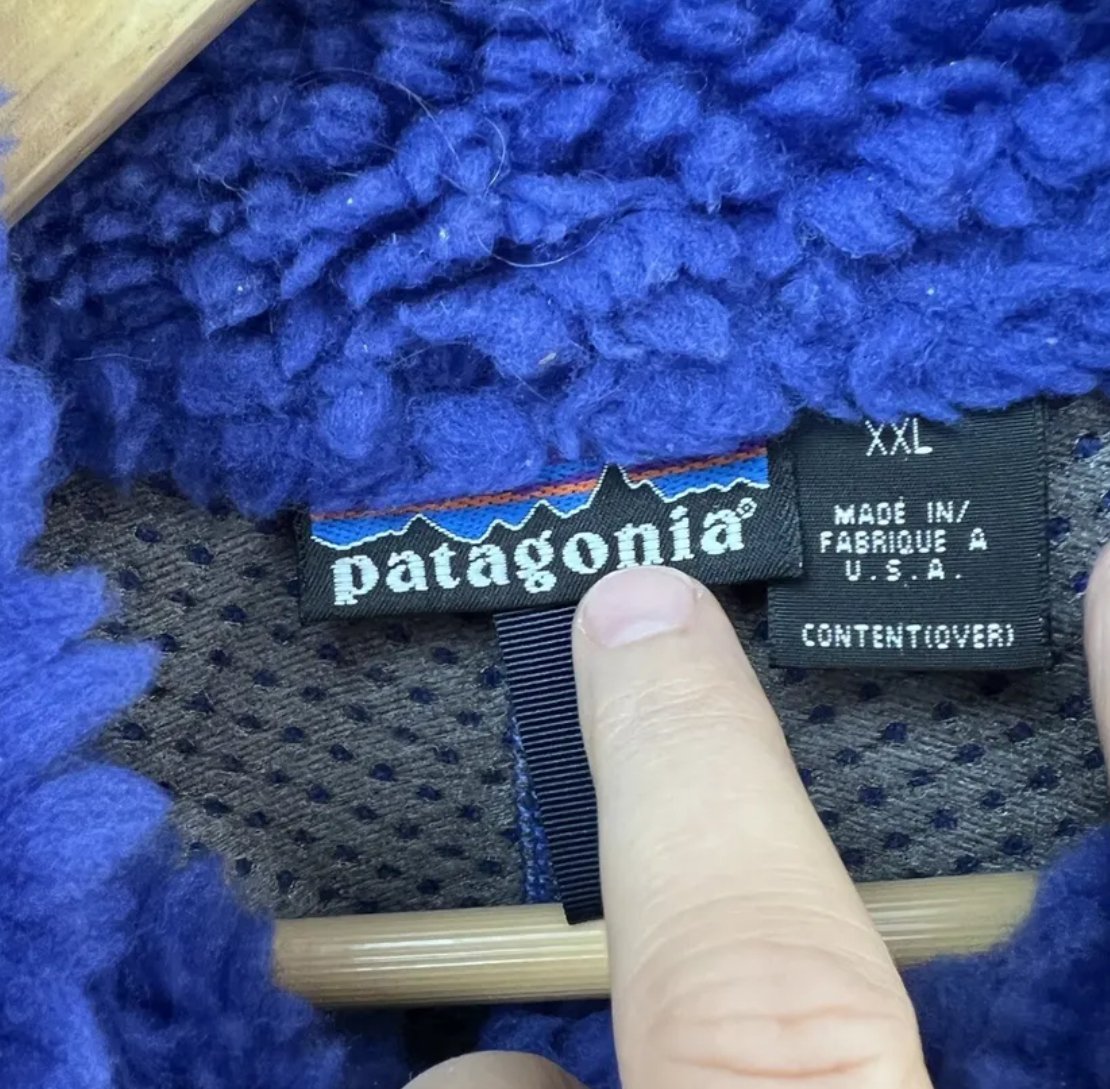 patagonia®
XXL
MADE IN/
FABRIQUE A
U.S.A.
CONTENT(OVER)